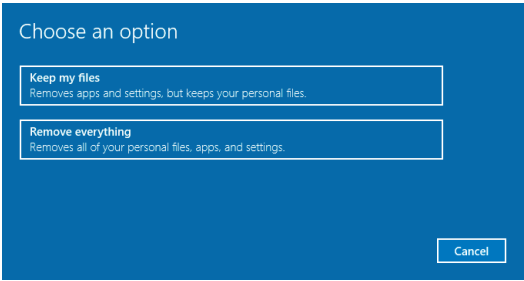 Choose an option
Keep my files
Removes apps and settings, but keeps your personal files.
Remove everything
Removes all of your personal files, apps, and settings.
Cancel